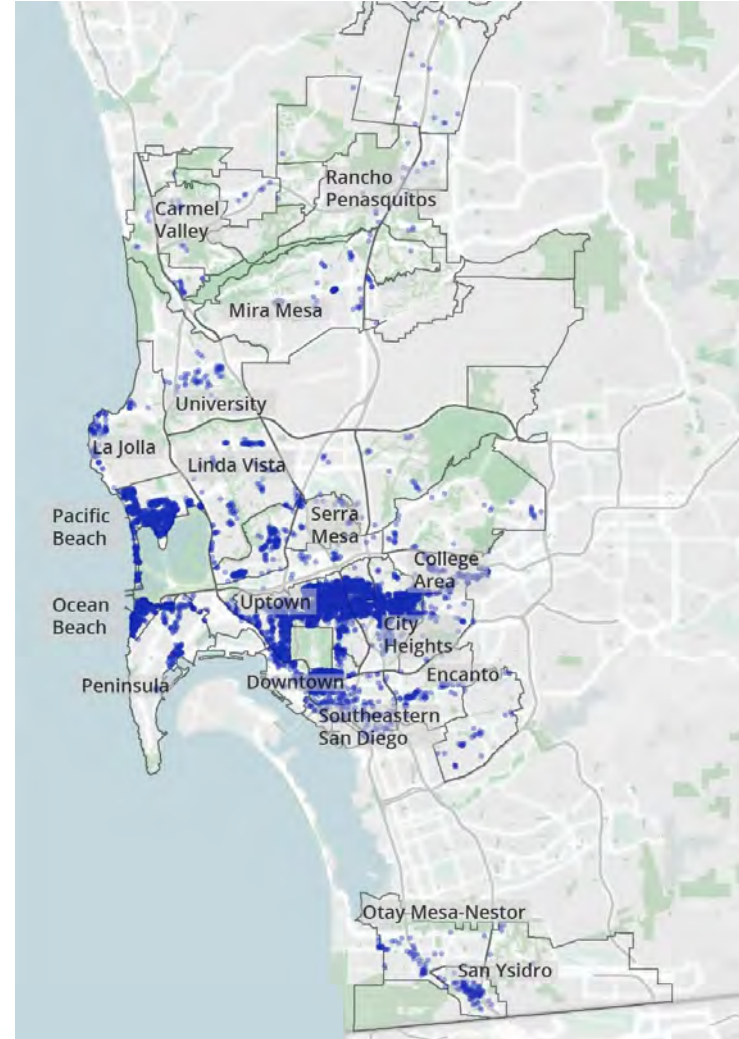 Rancho
Penasquitos
Carmel
Valley
Mira Mesa
University
La Jolla
Linda Vista
Pacific
Beach
Serra
Mesa
College
Area
Ocean
Beach
Uptown
City
Heights
Encanto
Peninsula
Downtown
Southeastern
San Diego
Otay Mesa-Nestor
San Ysidro